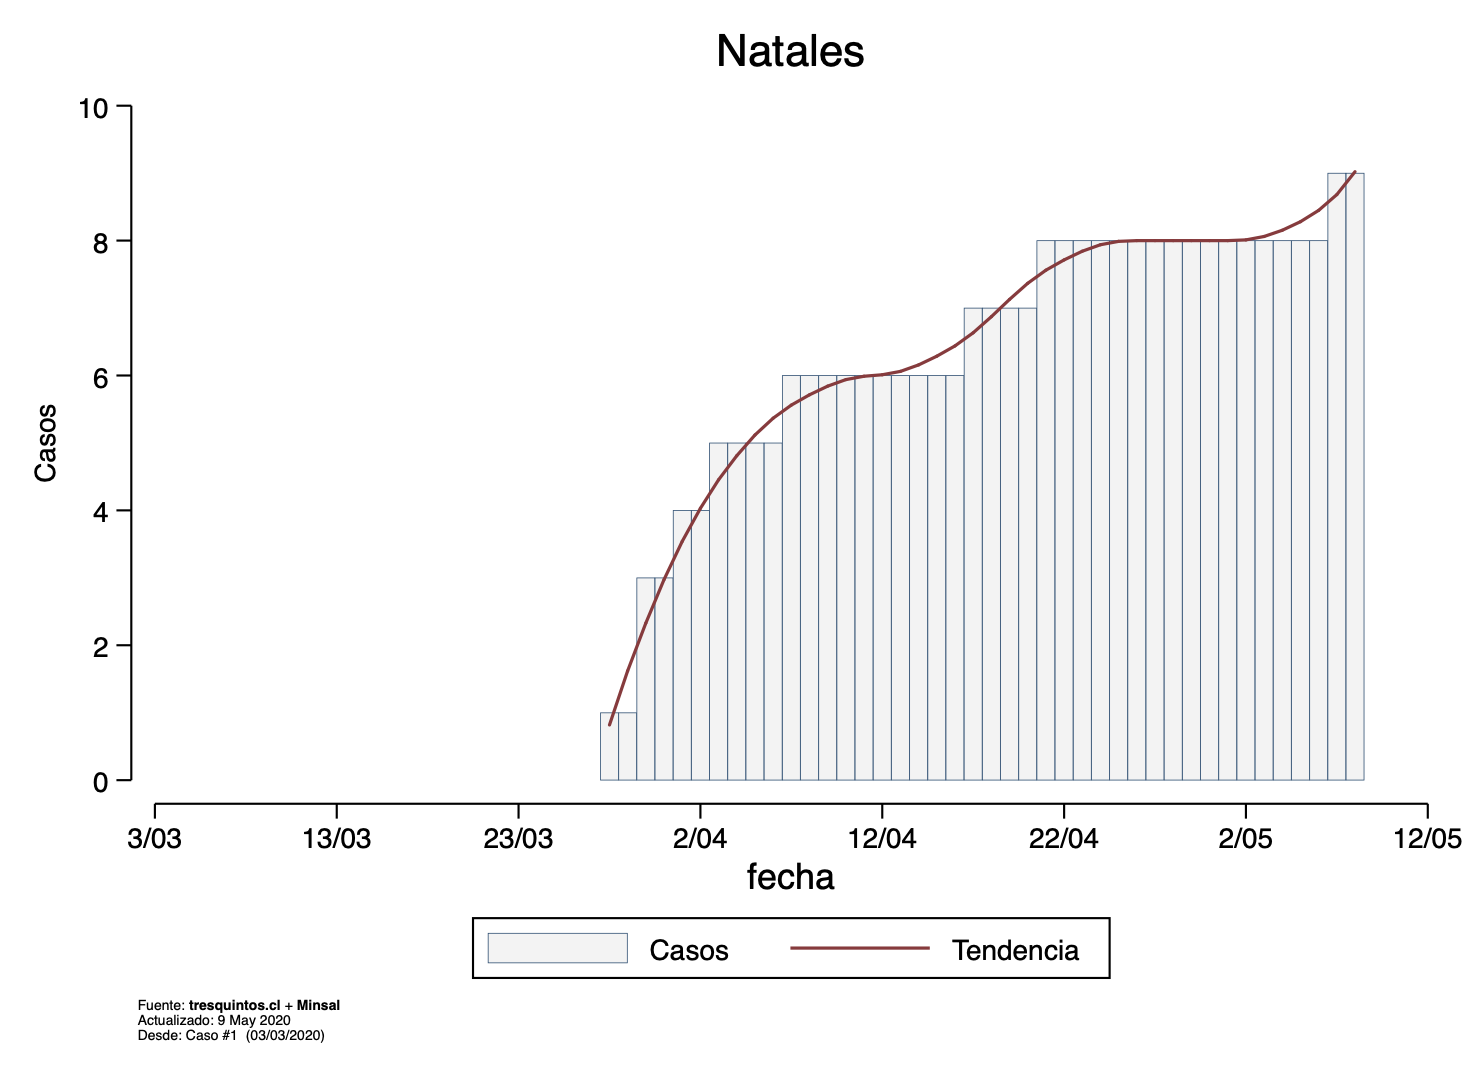 Natales
10
8
6
4
2
0
Casos
3/03 13/03 23/03 2/04 12/04 22/04 2/05 12/05
fecha
Casos Tendencia
Fuente: tresquintos.cl + Minsal
Actualizado: 9 May 2020
Desde: Caso #1 (03/03/2020)